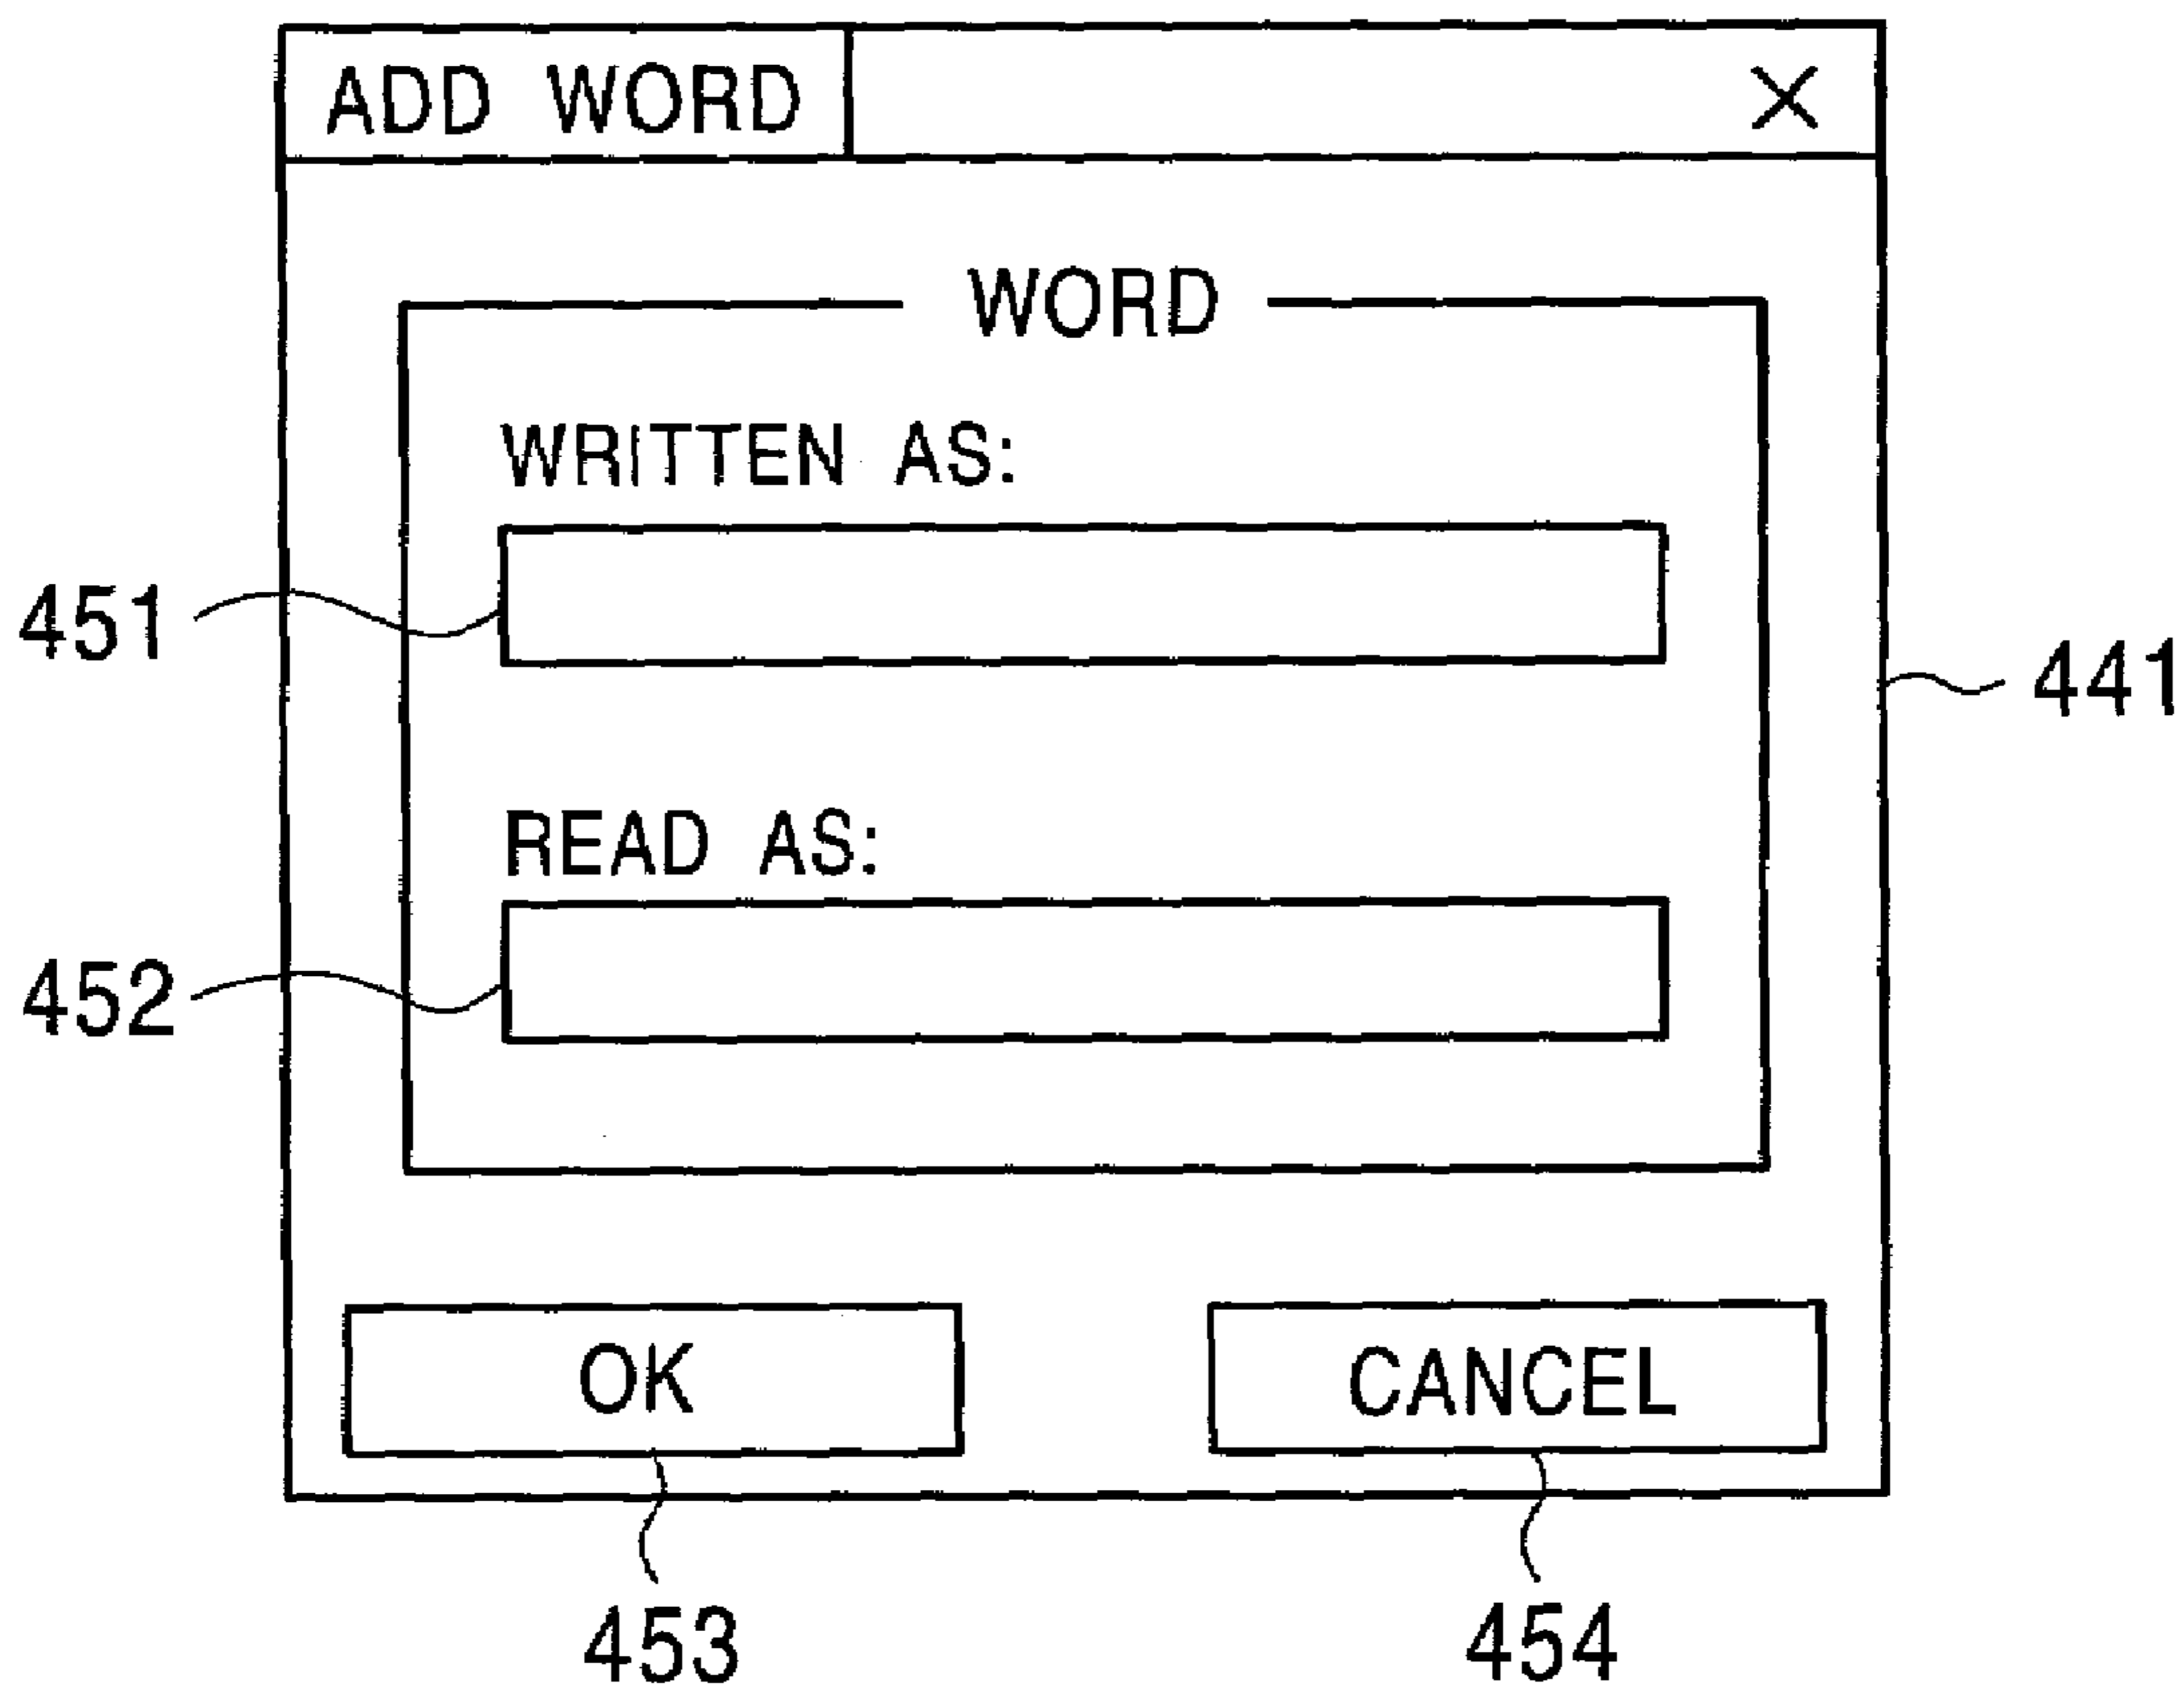 ADD WORD X
WORD
WRITTEN AS:
451
441
READ AS:
452
OK CANCEL
453 454